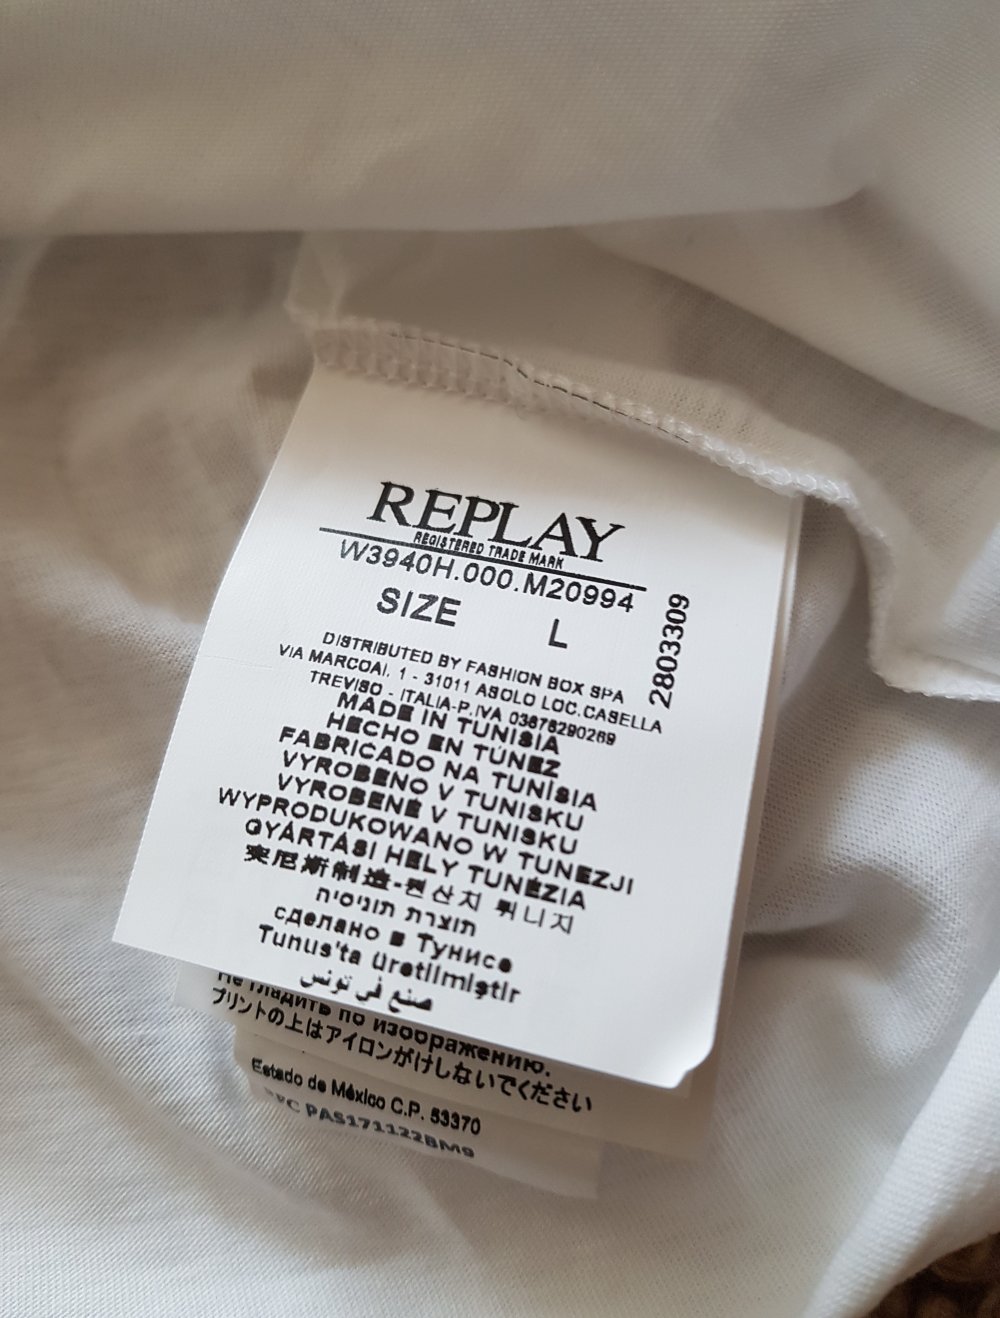 REPLAY
REGISTERED TRADE MARK
W3940H.000.M20994
SIZE L
2803309
DISTRIBUTED BY FASHION BOX SPA
VIA MARCOAI, 1 - 31011 ASOLO LOC.CASELLA
TREVISO - ITALIA-P.IVA 03678290269
MADE IN TUNISIA
HECHO EN TÚNEZ
FABRICADO NA TUNÍSIA
VYROBENO V TUNISKU
VYROBENÉ V TUNISKU
WYPRODUKOWANO W TUNEZJI
GYÁRTÁSI HELY TUNÉZIA
突尼斯制造-원산지 튀니지
תוצרת תוניסיה
сделано в Тунисе
Tunus'ta üretilmiştir
صنع في تونس
Не гладить по изображению.
プリントの上はアイロンがけしないでください
Estado de México C.P. 53370
PAS171122BM9